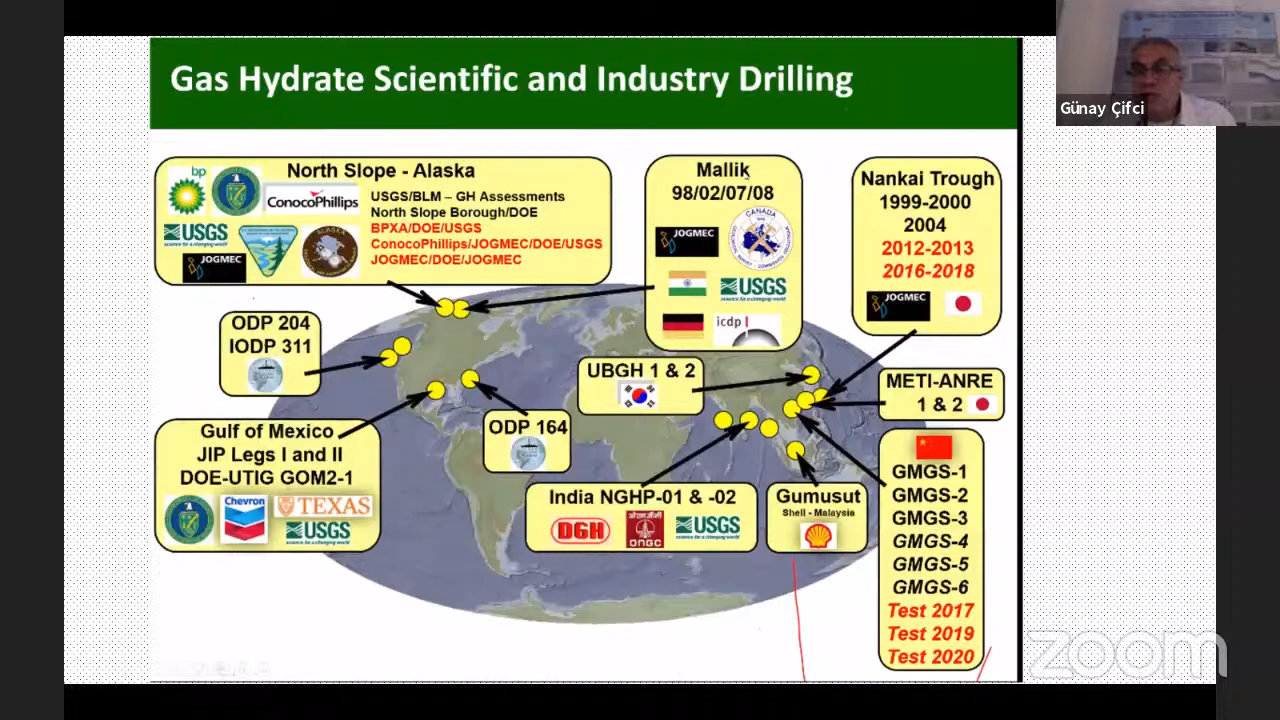 Gas Hydrate Scientific and Industry Drilling
Günay Çifci
North Slope - Alaska
bp
ConocoPhillips
USGS
science for a changing world
JOGMEC
ALASKA
USGS/BLM – GH Assessments
North Slope Borough/DOE
BPXA/DOE/USGS
ConocoPhillips/JOGMEC/DOE/USGS
JOGMEC/DOE/JOGMEC
Mallik
98/02/07/08
JOGMEC
CANADA
USGS
science for a changing world
icdp
Nankai Trough
1999-2000
2004
2012-2013
2016-2018
JOGMEC
ODP 204
IODP 311
UBGH 1 & 2
METI-ANRE
1 & 2
Gulf of Mexico
JIP Legs I and II
DOE-UTIG GOM2-1
Chevron
TEXAS
USGS
science for a changing world
ODP 164
India NGHP-01 & -02
DGH
ONGC
USGS
science for a changing world
Gumusut
Shell - Malaysia
GMGS-1
GMGS-2
GMGS-3
GMGS-4
GMGS-5
GMGS-6
Test 2017
Test 2019
Test 2020
zoom